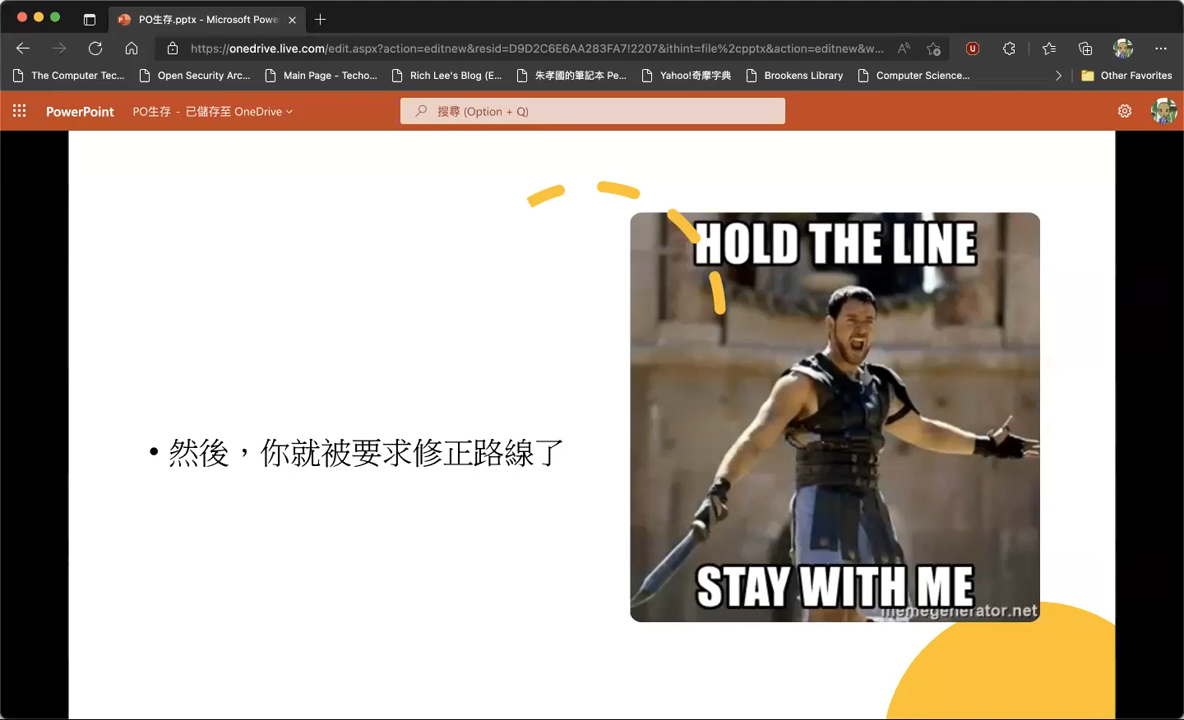 PO生存.pptx - Microsoft Powe
https://onedrive.live.com/edit.aspx?action=editnew&resid=D9D2C6E6AA283FA7!2207&ithint=file%2cpptx&action=editnew&w...
The Computer Tec...
Open Security Arc...
Main Page - Techo...
Rich Lee's Blog (E...
朱孝國的筆記本 Pe...
Yahoo!奇摩字典
Brookens Library
Computer Science...
Other Favorites
PowerPoint
PO生存 - 已儲存至 OneDrive
搜尋 (Option + Q)
HOLD THE LINE
• 然後，你就被要求修正路線了
STAY WITH ME
memegenerator.net